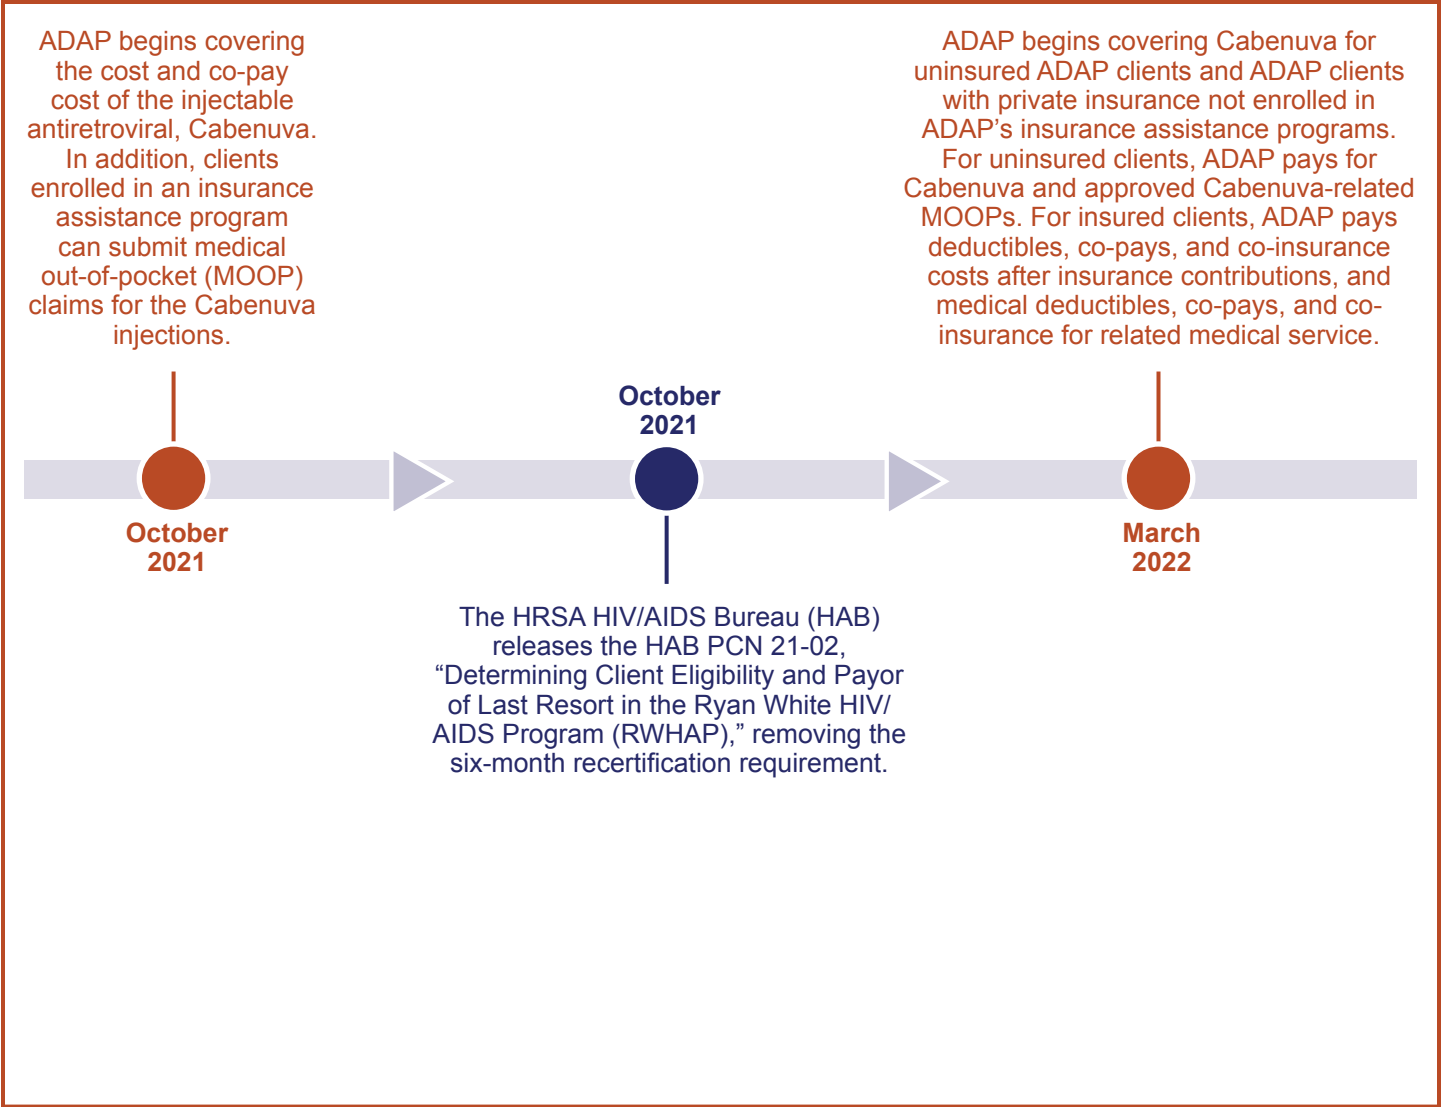 ADAP begins covering
the cost and co-pay
cost of the injectable
antiretroviral, Cabenuva.
In addition, clients
enrolled in an insurance
assistance program
can submit medical
out-of-pocket (MOOP)
claims for the Cabenuva
injections.
October
2021
October
2021
The HRSA HIV/AIDS Bureau (HAB)
releases the HAB PCN 21-02,
“Determining Client Eligibility and Payor
of Last Resort in the Ryan White HIV/
AIDS Program (RWHAP),” removing the
six-month recertification requirement.
ADAP begins covering Cabenuva for
uninsured ADAP clients and ADAP clients
with private insurance not enrolled in
ADAP’s insurance assistance programs.
For uninsured clients, ADAP pays for
Cabenuva and approved Cabenuva-related
MOOPs. For insured clients, ADAP pays
deductibles, co-pays, and co-insurance
costs after insurance contributions, and
medical deductibles, co-pays, and co-
insurance for related medical service.
March
2022